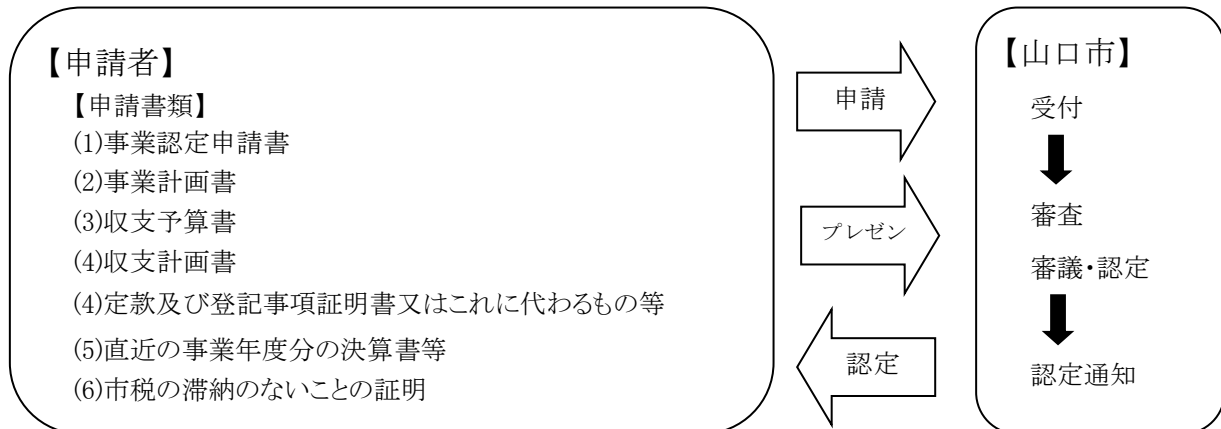 【申請者】
【申請書類】
(1)事業認定申請書
(2)事業計画書
(3)収支予算書
(4)収支計画書
(4)定款及び登記事項証明書又はこれに代わるもの等
(5)直近の事業年度分の決算書等
(6)市税の滞納のないことの証明
申請
プレゼン
認定
【山口市】
受付
審査
審議・認定
認定通知